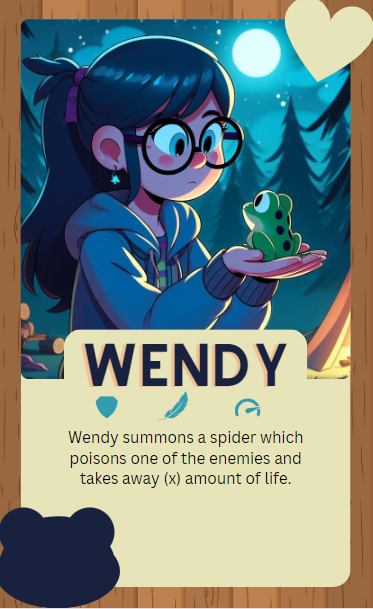 WENDY
Wendy summons a spider which
poisons one of the enemies and
takes away (x) amount of life.